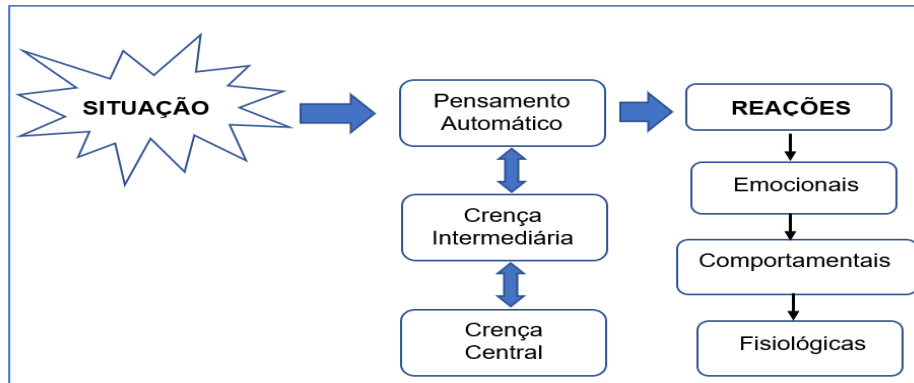 SITUAÇÃO
Pensamento
Automático
Crença
Intermediária
Crença
Central
REAÇÕES
Emocionais
Comportamentais
Fisiológicas